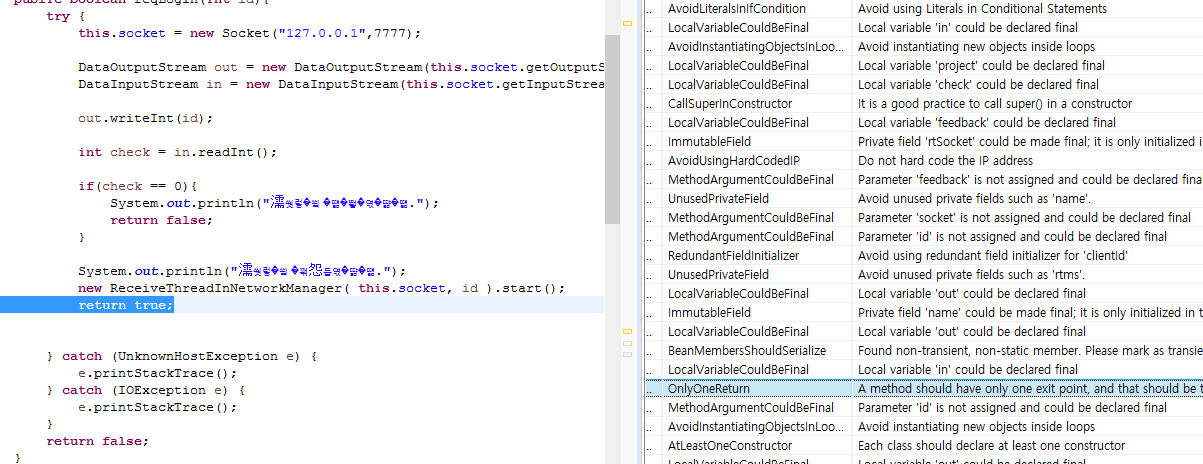 public boolean reqLogin(int id){
try {
this.socket = new Socket("127.0.0.1",7777);
DataOutputStream out = new DataOutputStream(this.socket.getOutputS
DataInputStream in = new DataInputStream(this.socket.getInputStrea
out.writeInt(id);
int check = in.readInt();
if(check == 0){
System.out.println("
return false;
}
System.out.println("
new ReceiveThreadInNetworkManager( this.socket, id ).start();
return true;
} catch (UnknownHostException e) {
e.printStackTrace();
} catch (IOException e) {
e.printStackTrace();
}
return false;
}
.. AvoidLiteralsInIfCondition Avoid using Literals in Conditional Statements
.. LocalVariableCouldBeFinal Local variable 'in' could be declared final
.. AvoidInstantiatingObjectsInLoo... Avoid instantiating new objects inside loops
.. LocalVariableCouldBeFinal Local variable 'project' could be declared final
.. LocalVariableCouldBeFinal Local variable 'check' could be declared final
.. CallSuperInConstructor It is a good practice to call super() in a constructor
.. LocalVariableCouldBeFinal Local variable 'feedback' could be declared final
.. ImmutableField Private field 'rtSocket' could be made final; it is only initialized i
.. AvoidUsingHardCodedIP Do not hard code the IP address
.. MethodArgumentCouldBeFinal Parameter 'feedback' is not assigned and could be declared fina
.. UnusedPrivateField Avoid unused private fields such as 'name'.
.. MethodArgumentCouldBeFinal Parameter 'socket' is not assigned and could be declared final
.. MethodArgumentCouldBeFinal Parameter 'id' is not assigned and could be declared final
.. RedundantFieldInitializer Avoid using redundant field initializer for 'clientId'
.. UnusedPrivateField Avoid unused private fields such as 'rtms'.
.. LocalVariableCouldBeFinal Local variable 'out' could be declared final
.. ImmutableField Private field 'name' could be made final; it is only initialized in t
.. LocalVariableCouldBeFinal Local variable 'out' could be declared final
.. BeanMembersShouldSerialize Found non-transient, non-static member. Please mark as transie
.. LocalVariableCouldBeFinal Local variable 'in' could be declared final
.. OnlyOneReturn A method should have only one exit point, and that should be t
.. MethodArgumentCouldBeFinal Parameter 'id' is not assigned and could be declared final
.. AvoidInstantiatingObjectsInLoo... Avoid instantiating new objects inside loops
.. AtLeastOneConstructor Each class should declare at least one constructor
LocalVariableCouldBeFinal Local variable 'out' could be declared final